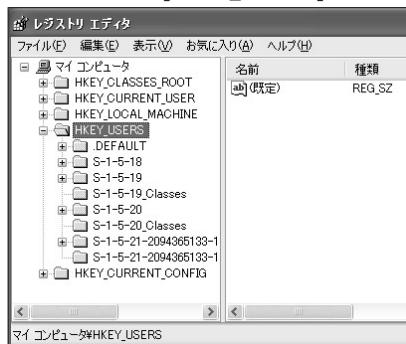 レジストリ エディタ
ファイル(F) 編集(E) 表示(V) お気に入り(A) ヘルプ(H)
マイ コンピュータ
HKEY_CLASSES_ROOT
HKEY_CURRENT_USER
HKEY_LOCAL_MACHINE
HKEY_USERS
.DEFAULT
S-1-5-18
S-1-5-19
S-1-5-19_Classes
S-1-5-20
S-1-5-20_Classes
S-1-5-21-2094365133-1
S-1-5-21-2094365133-1
HKEY_CURRENT_CONFIG
名前 種類
ab (既定) REG_SZ
マイ コンピュータ¥HKEY_USERS